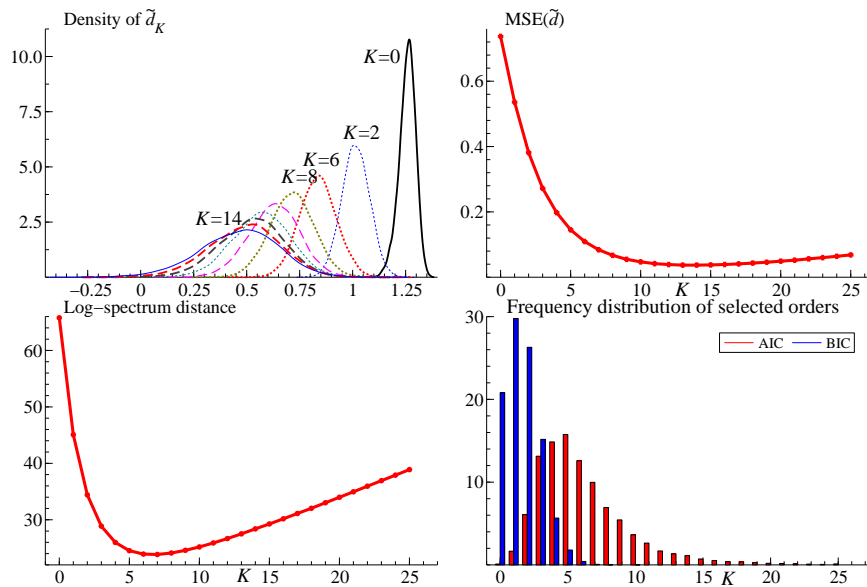 Density of d̃_K
10.0
7.5
5.0
2.5
K=0
K=2
K=6
K=8
K=14
−0.25 0 0.25 0.5 0.75 1 1.25
MSE(d̃)
0.6
0.4
0.2
0 5 10 15 20 25
K
Log−spectrum distance
60
50
40
30
0 5 10 15 20 25
K
Frequency distribution of selected orders
AIC BIC
30
20
10
0 5 10 15 20 25
K